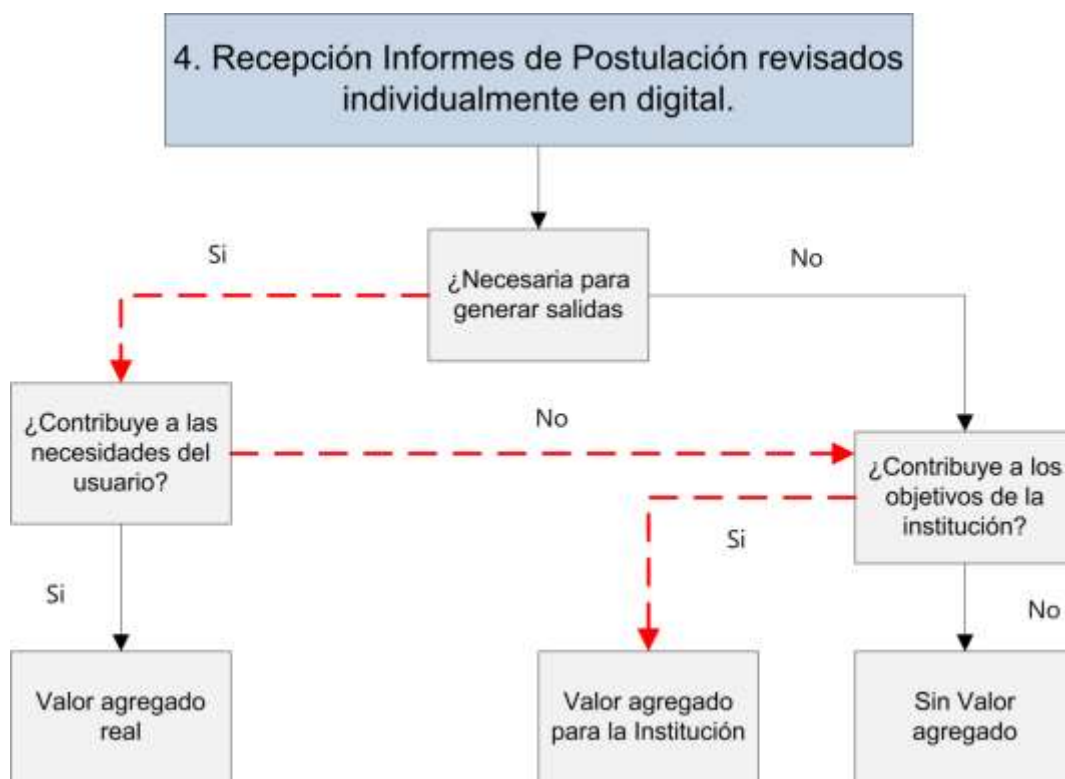 4. Recepción Informes de Postulación revisados
individualmente en digital.
Si
No
¿Necesaria para
generar salidas
¿Contribuye a las
necesidades del
usuario?
No
¿Contribuye a los
objetivos de la
institución?
Si
Si
No
Valor agregado
real
Valor agregado
para la Institución
Sin Valor
agregado